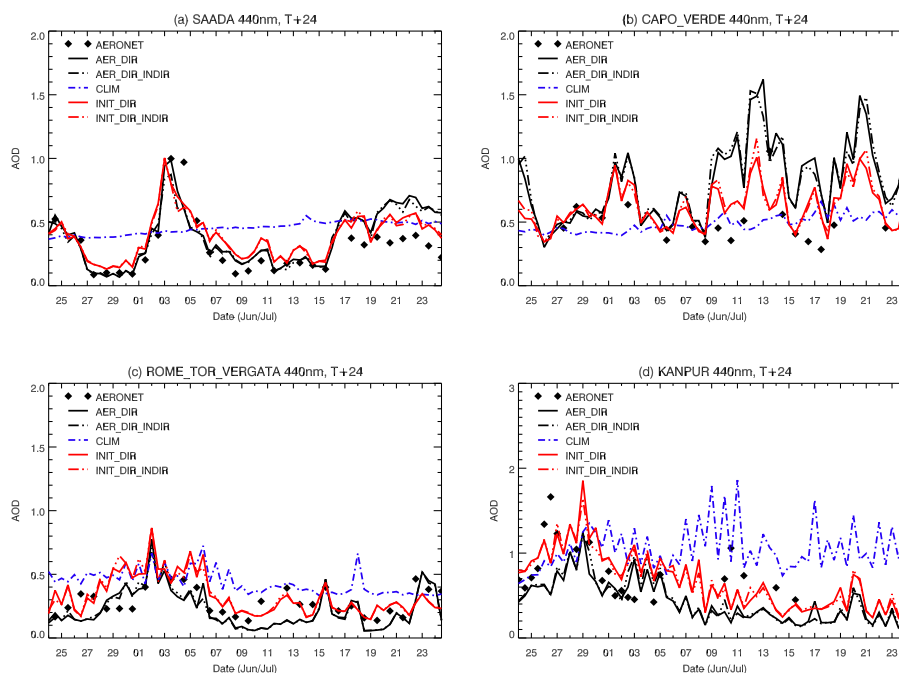 (a) SAADA 440nm, T+24
2.0
1.5
1.0
0.5
0.0
AOD
AERONET
AER_DIR
AER_DIR_INDIR
CLIM
INIT_DIR
INIT_DIR_INDIR
25 27 29 01 03 05 07 09 11 13 15 17 19 21 23
Date (Jun/Jul)
(b) CAPO_VERDE 440nm, T+24
2.0
1.5
1.0
0.5
0.0
AOD
AERONET
AER_DIR
AER_DIR_INDIR
CLIM
INIT_DIR
INIT_DIR_INDIR
25 27 29 01 03 05 07 09 11 13 15 17 19 21 23
Date (Jun/Jul)
(c) ROME_TOR_VERGATA 440nm, T+24
2.0
1.5
1.0
0.5
0.0
AOD
AERONET
AER_DIR
AER_DIR_INDIR
CLIM
INIT_DIR
INIT_DIR_INDIR
25 27 29 01 03 05 07 09 11 13 15 17 19 21 23
Date (Jun/Jul)
(d) KANPUR 440nm, T+24
3
2
1
0
AOD
AERONET
AER_DIR
AER_DIR_INDIR
CLIM
INIT_DIR
INIT_DIR_INDIR
25 27 29 01 03 05 07 09 11 13 15 17 19 21 23
Date (Jun/Jul)